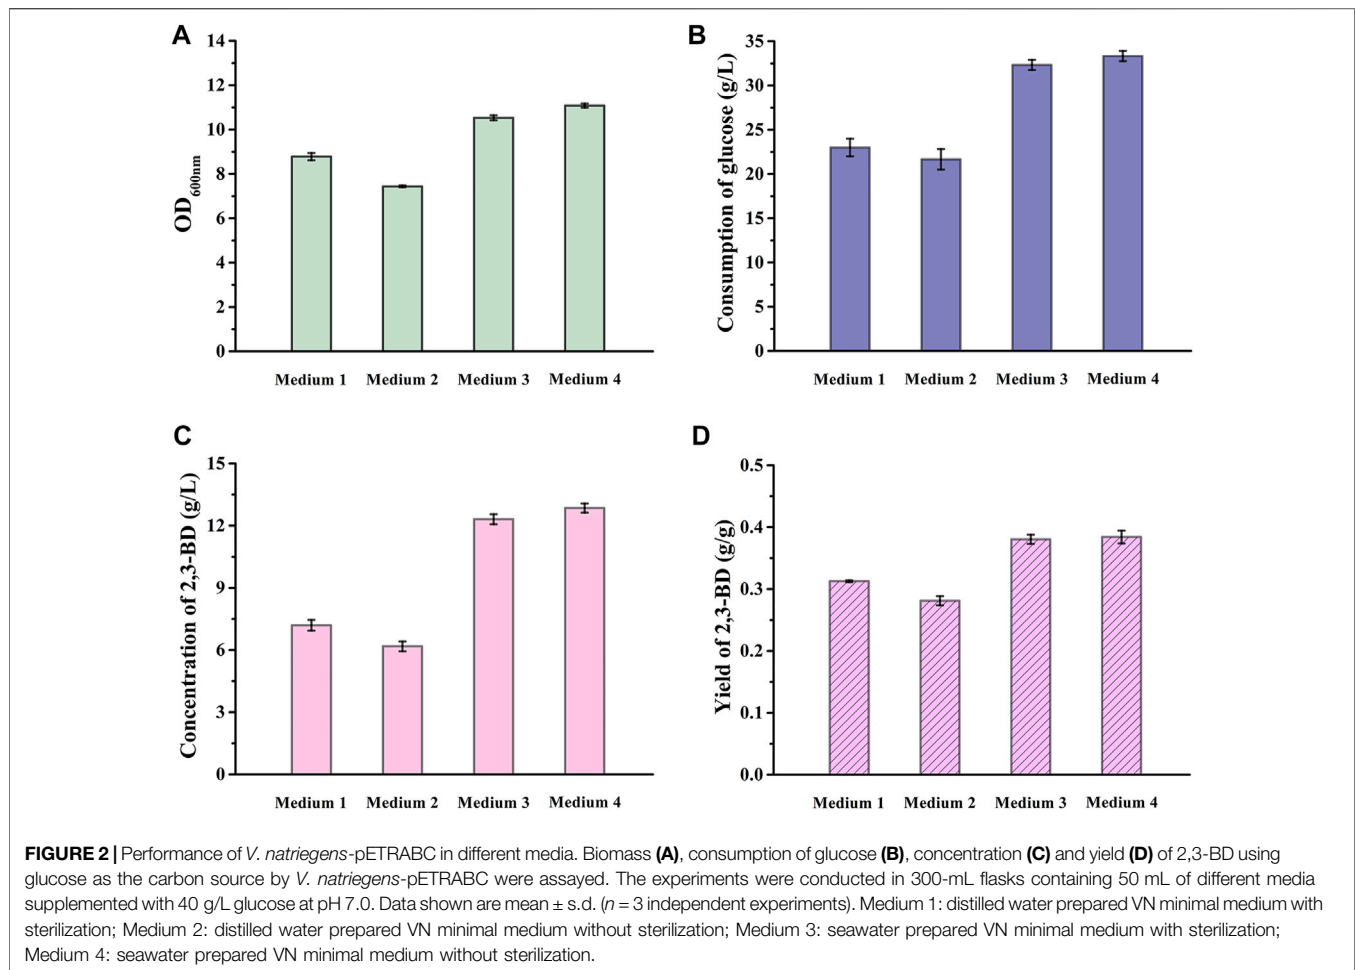 A
14
12
10
8
6
4
2
0
OD600nm
Medium 1 Medium 2 Medium 3 Medium 4
B
35
30
25
20
15
10
5
0
Consumption of glucose (g/L)
Medium 1 Medium 2 Medium 3 Medium 4
C
15
12
9
6
3
0
Concentration of 2,3-BD (g/L)
Medium 1 Medium 2 Medium 3 Medium 4
D
0.5
0.4
0.3
0.2
0.1
0.0
Yield of 2,3-BD (g/g)
Medium 1 Medium 2 Medium 3 Medium 4
FIGURE 2 | Performance of V. natriegens-pETRABC in different media. Biomass (A), consumption of glucose (B), concentration (C) and yield (D) of 2,3-BD using
glucose as the carbon source by V. natriegens-pETRABC were assayed. The experiments were conducted in 300-mL flasks containing 50 mL of different media
supplemented with 40 g/L glucose at pH 7.0. Data shown are mean ± s.d. (n = 3 independent experiments). Medium 1: distilled water prepared VN minimal medium with
sterilization; Medium 2: distilled water prepared VN minimal medium without sterilization; Medium 3: seawater prepared VN minimal medium with sterilization;
Medium 4: seawater prepared VN minimal medium without sterilization.